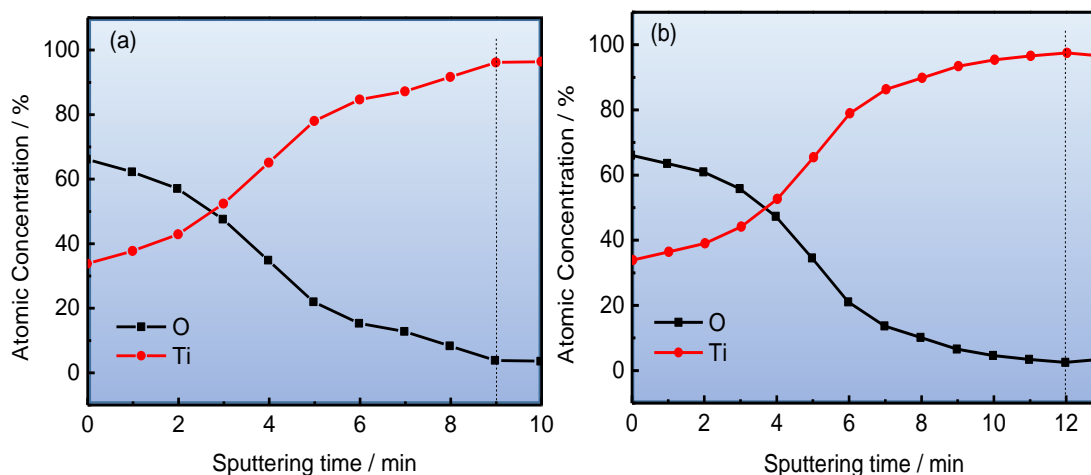 (a)
Atomic Concentration / %
100
80
60
40
20
0
O
Ti
0 2 4 6 8 10
Sputtering time / min
(b)
Atomic Concentration / %
100
80
60
40
20
0
O
Ti
0 2 4 6 8 10 12
Sputtering time / min